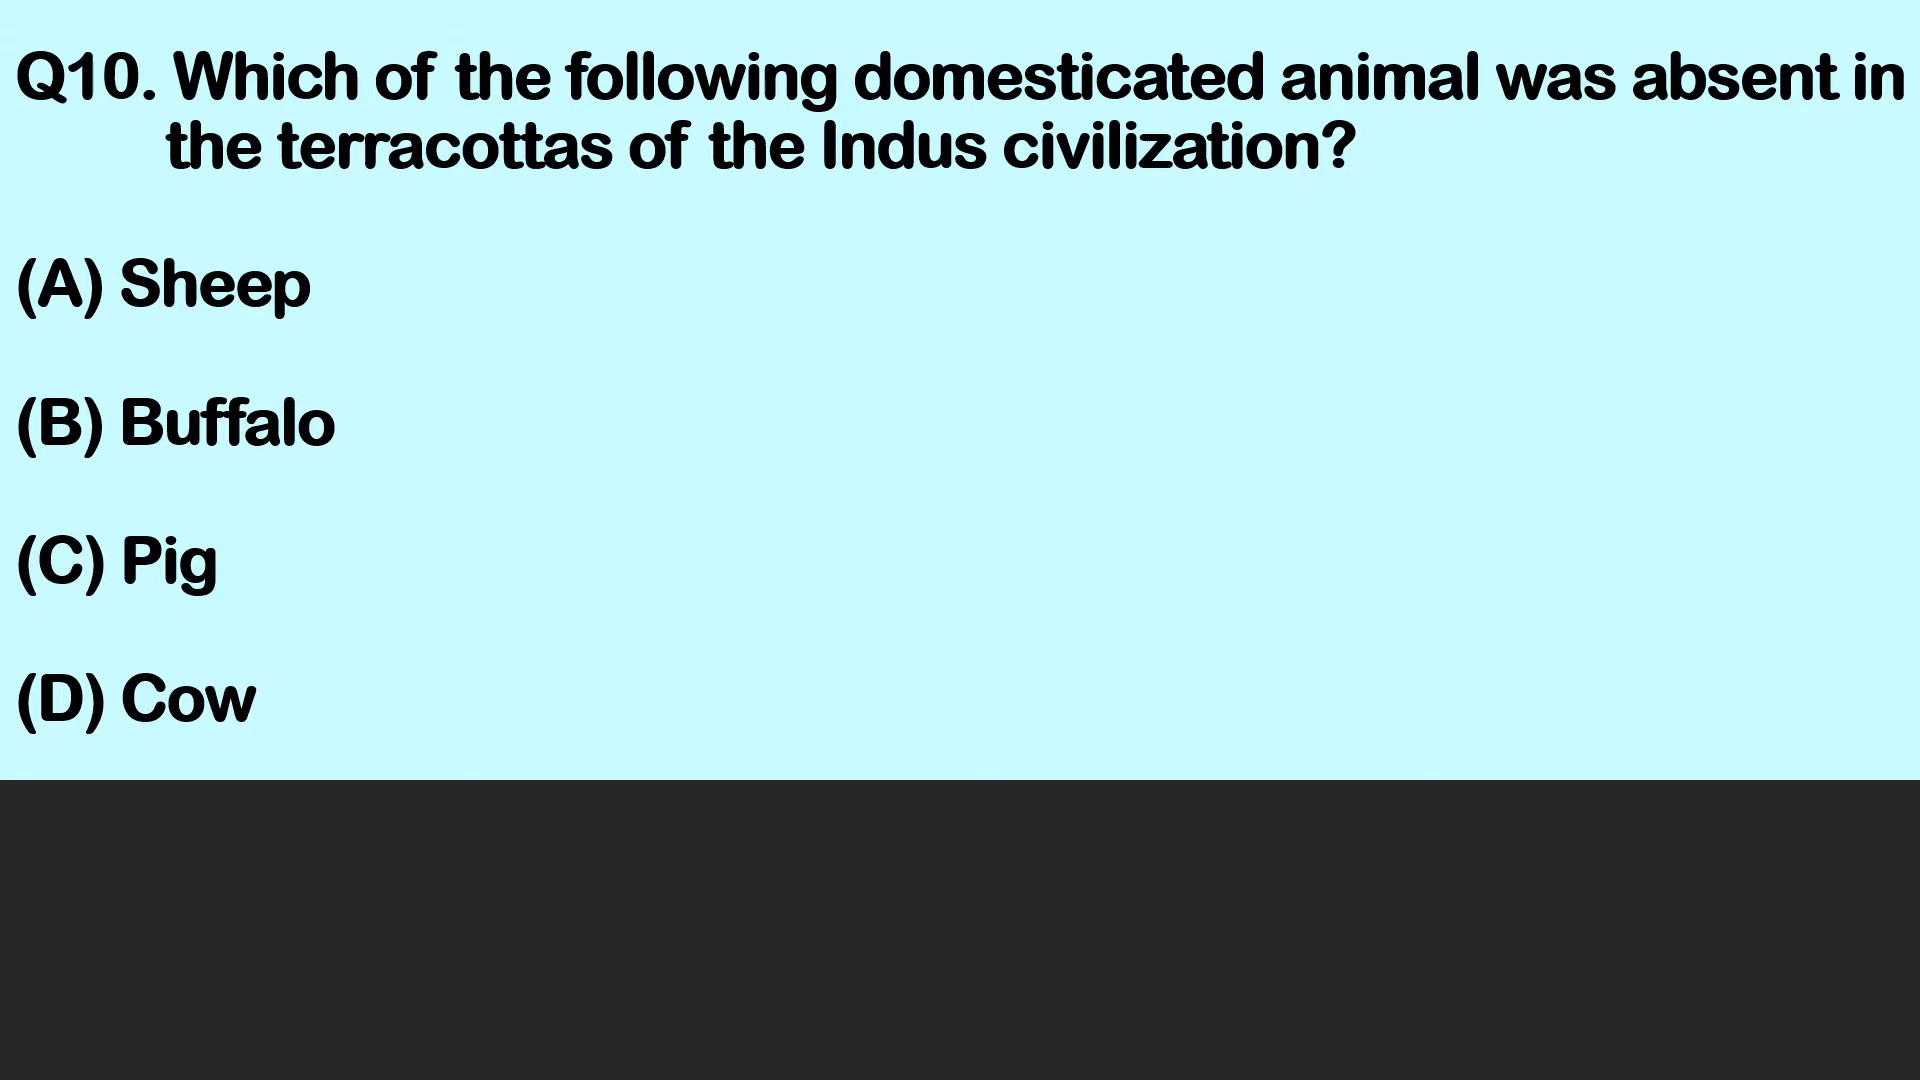 Q10. Which of the following domesticated animal was absent in
the terracottas of the Indus civilization?
(A) Sheep
(B) Buffalo
(C) Pig
(D) Cow